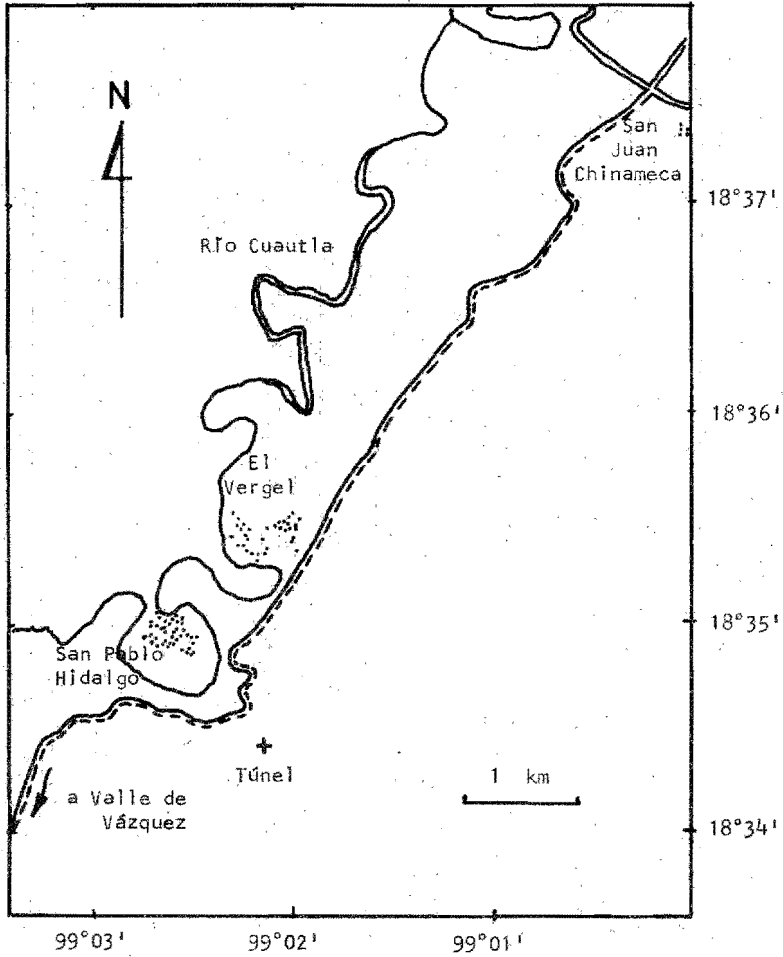 N
San
Juan
Chinameca
18°37'
Río Cuautla
18°36'
El
Vergel
18°35'
San Pablo
Hidalgo
Túnel
1 km
a Valle de
Vázquez
18°34'
99°03'
99°02'
99°01'